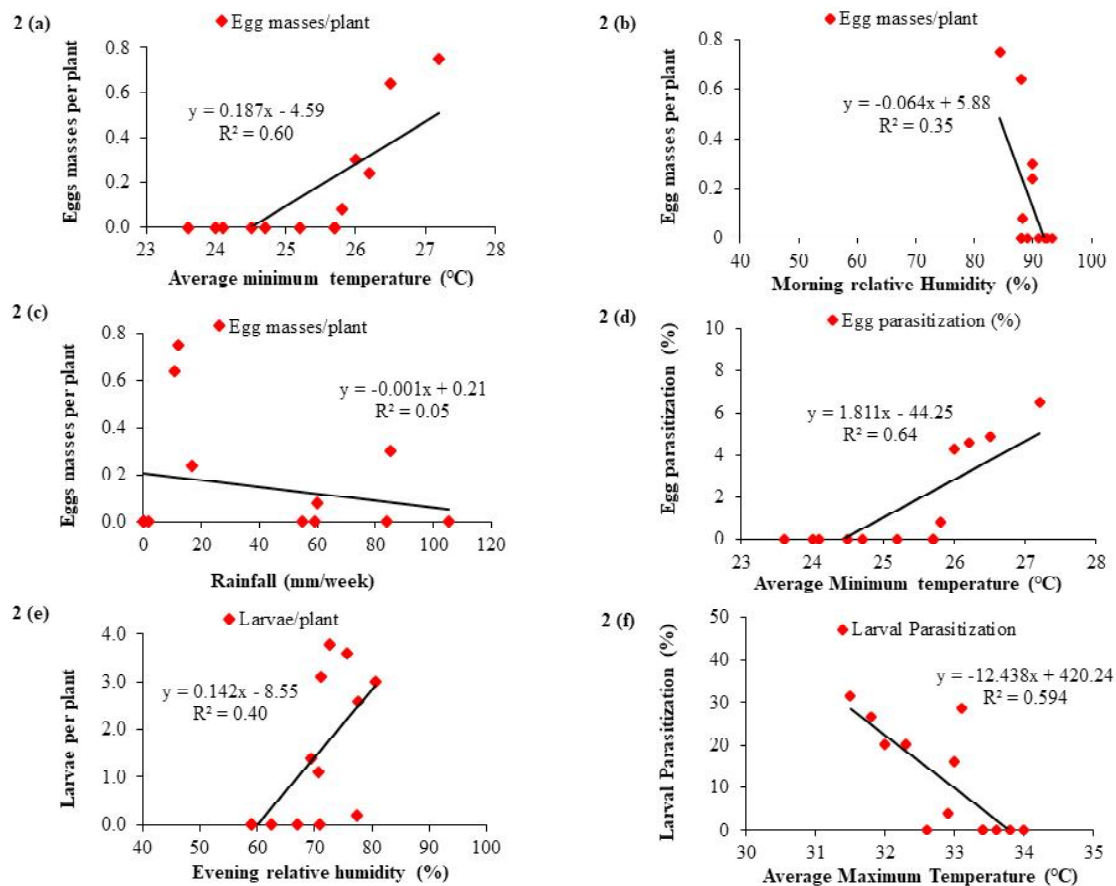 2 (a)
Egg masses/plant
Eggs masses per plant
0.8
0.6
0.4
0.2
0.0
y = 0.187x - 4.59
R² = 0.60
23 24 25 26 27 28
Average minimum temperature (°C)
2 (b)
Egg masses/plant
Egg masses per plant
0.8
0.6
0.4
0.2
0
y = -0.064x + 5.88
R² = 0.35
40 50 60 70 80 90 100
Morning relative Humidity (%)
2 (c)
Egg masses/plant
Eggs masses per plant
0.8
0.6
0.4
0.2
0.0
y = -0.001x + 0.21
R² = 0.05
0 20 40 60 80 100 120
Rainfall (mm/week)
2 (d)
Egg parasitization (%)
Egg parasitization (%)
10
8
6
4
2
0
y = 1.811x - 44.25
R² = 0.64
23 24 25 26 27 28
Average Minimum temperature (°C)
2 (e)
Larvae/plant
Larvae per plant
4.0
3.0
2.0
1.0
0.0
y = 0.142x - 8.55
R² = 0.40
40 60 70 80 90 100
Evening relative humidity (%)
2 (f)
Larval Parasitization
Larval Parasitization (%)
50
40
30
20
10
0
y = -12.438x + 420.24
R² = 0.594
30 31 32 33 34 35
Average Maximum Temperature (°C)